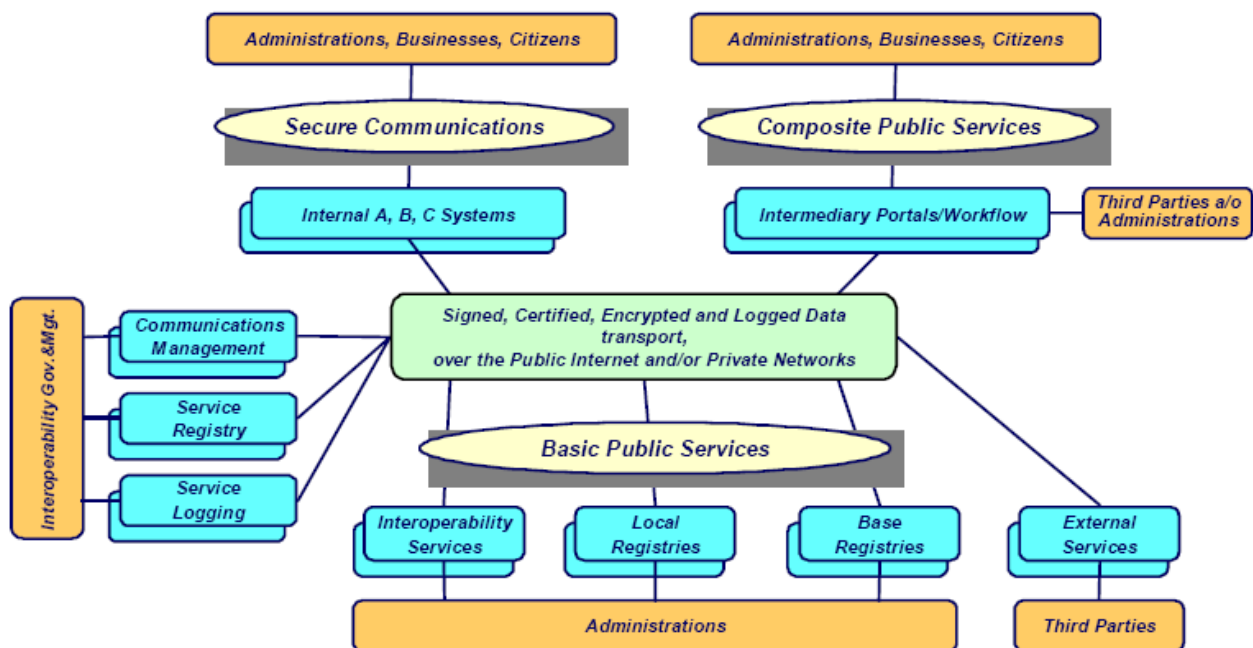 Administrations, Businesses, Citizens
Administrations, Businesses, Citizens
Secure Communications
Composite Public Services
Internal A, B, C Systems
Intermediary Portals/Workflow
Third Parties a/o
Administrations
Interoperability Gov.&Mgt.
Communications
Management
Signed, Certified, Encrypted and Logged Data
transport,
over the Public Internet and/or Private Networks
Service
Registry
Basic Public Services
Service
Logging
Interoperability
Services
Local
Registries
Base
Registries
External
Services
Administrations
Third Parties